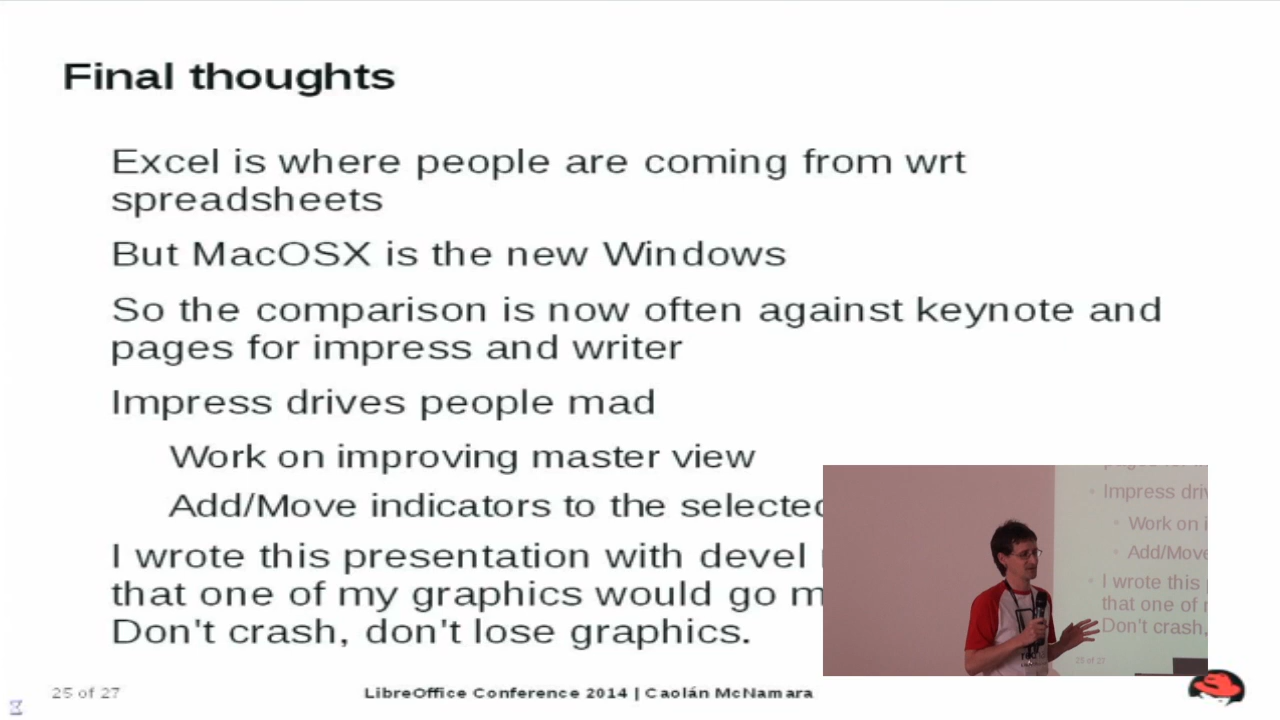 Final thoughts
Excel is where people are coming from wrt
spreadsheets
But MacOSX is the new Windows
So the comparison is now often against keynote and
pages for impress and writer
Impress drives people mad
Work on improving master view
Add/Move indicators to the selected
I wrote this presentation with devel
that one of my graphics would go
Don't crash, don't lose graphics.
Impress
Work on
Add/Move
I wrote this
that one of
Don't crash,
25 of 27
25 of 27
LibreOffice Conference 2014 | Caolán McNamara